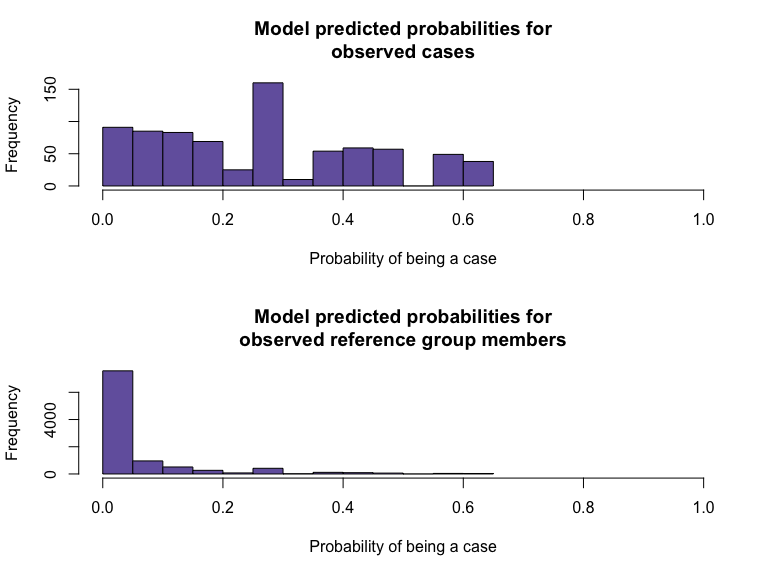 Model predicted probabilities for
observed cases
Frequency
150
50
0
0.0 0.2 0.4 0.6 0.8 1.0
Probability of being a case
Model predicted probabilities for
observed reference group members
Frequency
4000
0
0.0 0.2 0.4 0.6 0.8 1.0
Probability of being a case